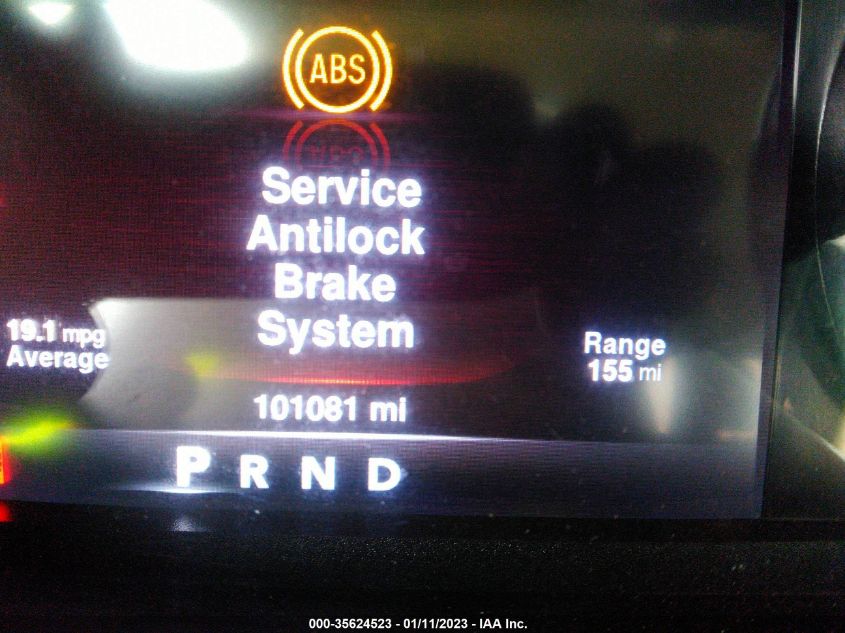 ABS
Service
Antilock
Brake
System
19.1 mpg
Average
Range
155 mi
101081 mi
P R N D
000-35624523 - 01/11/2023 - IAA Inc.